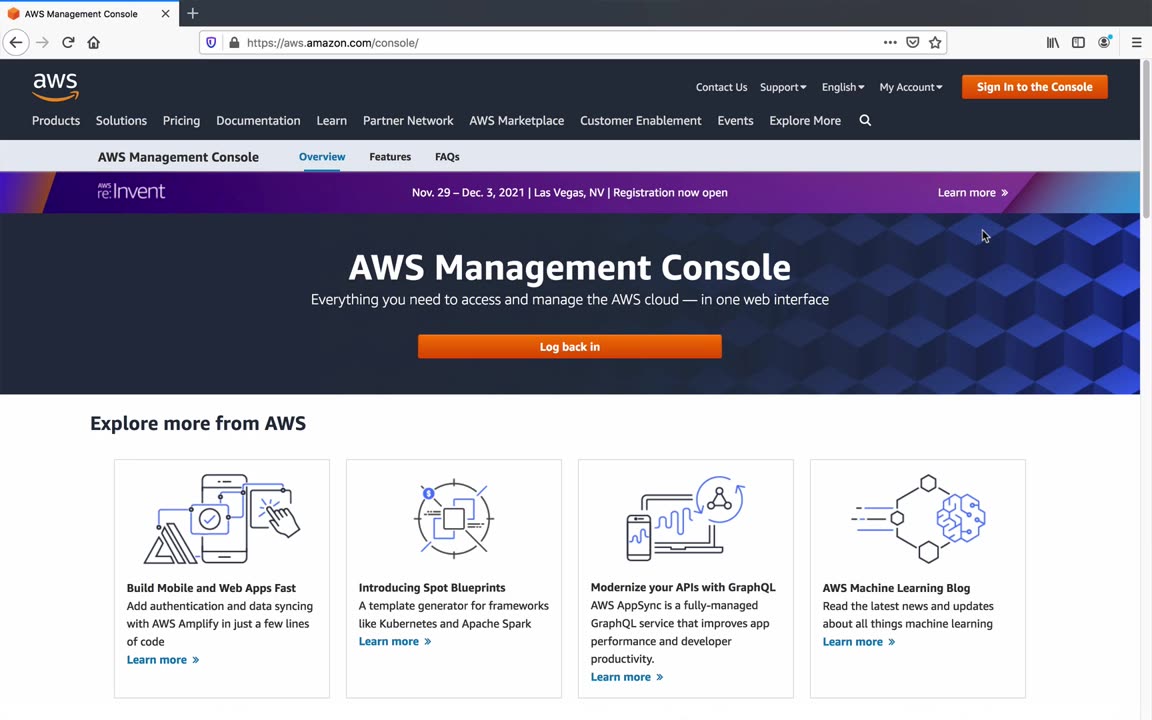 AWS Management Console
https://aws.amazon.com/console/
aws
Contact Us Support English My Account Sign In to the Console
Products Solutions Pricing Documentation Learn Partner Network AWS Marketplace Customer Enablement Events Explore More
AWS Management Console Overview Features FAQs
AWS re:Invent
Nov. 29 – Dec. 3, 2021 | Las Vegas, NV | Registration now open
Learn more »
AWS Management Console
Everything you need to access and manage the AWS cloud — in one web interface
Log back in
Explore more from AWS
Build Mobile and Web Apps Fast
Add authentication and data syncing
with AWS Amplify in just a few lines
of code
Learn more »
Introducing Spot Blueprints
A template generator for frameworks
like Kubernetes and Apache Spark
Learn more »
Modernize your APIs with GraphQL
AWS AppSync is a fully-managed
GraphQL service that improves app
performance and developer
productivity.
Learn more »
AWS Machine Learning Blog
Read the latest news and updates
about all things machine learning
Learn more »